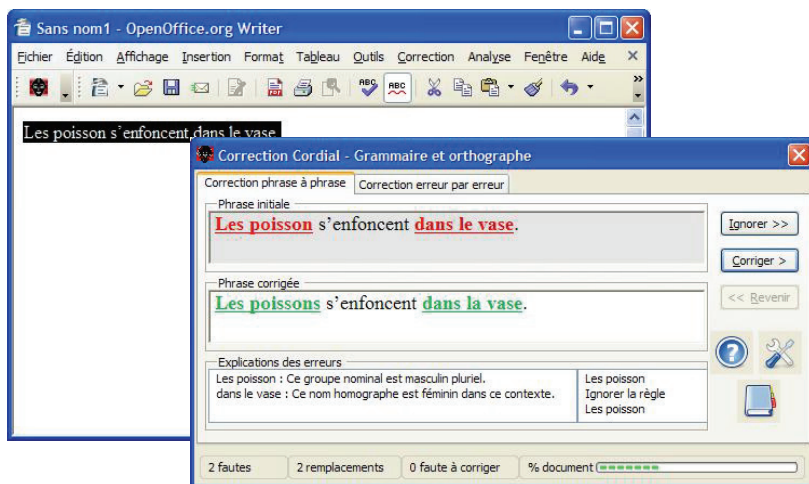 Sans nom1 - OpenOffice.org Writer
Fichier Édition Affichage Insertion Format Tableau Outils Correction Analyse Fenêtre Aide
ABC ABC
Les poisson s'enfoncent dans le vase.
Correction Cordial - Grammaire et orthographe
Correction phrase à phrase Correction erreur par erreur
Phrase initiale
Les poisson s'enfoncent dans le vase.
Ignorer >>
Corriger >
Phrase corrigée
<< Revenir
Les poissons s'enfoncent dans la vase.
Explications des erreurs
Les poisson : Ce groupe nominal est masculin pluriel. Les poisson
dans le vase : Ce nom homographe est féminin dans ce contexte. Ignorer la règle
Les poisson
2 fautes 2 remplacements 0 faute à corriger % document